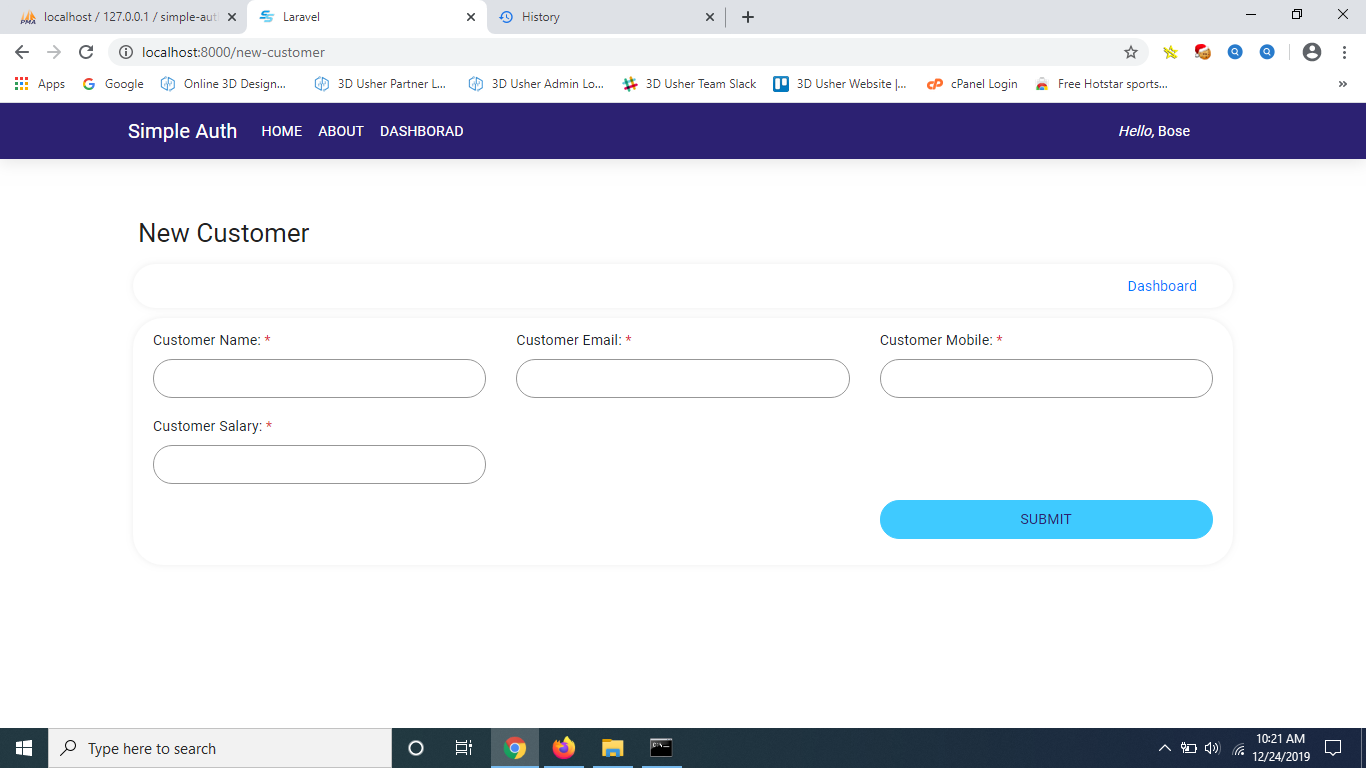 localhost / 127.0.0.1 / simple-aut
Laravel
History
localhost:8000/new-customer
Apps
Google
Online 3D Design...
3D Usher Partner L...
3D Usher Admin Lo...
3D Usher Team Slack
3D Usher Website |...
cPanel Login
Free Hotstar sports...
»
Simple Auth
HOME
ABOUT
DASHBORAD
Hello, Bose
New Customer
Dashboard
Customer Name: *
Customer Email: *
Customer Mobile: *
Customer Salary: *
SUBMIT
Type here to search
10:21 AM
12/24/2019